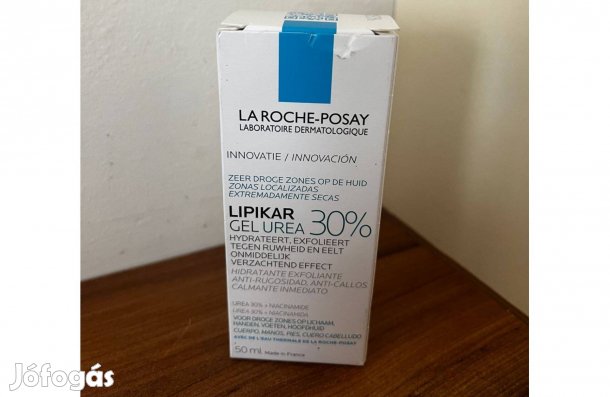 LA ROCHE-POSAY
LABORATOIRE DERMATOLOGIQUE
INNOVATIE / INNOVACIÓN
ZEER DROGE ZONES OP DE HUID
ZONAS LOCALIZADAS
EXTREMADAMENTE SECAS
LIPIKAR
GEL UREA 30%
HYDRATEERT, EXFOLIEERT
TEGEN RUWHEID EN EELT
ONMIDDELIJK
VERZACHTEND EFFECT
HIDRATANTE EXFOLIANTE
ANTI-RUGOSIDAD, ANTI-CALLOS
CALMANTE INMEDIATO
UREA 30% + NIACINAMIDE
UREA 30% + NIACINAMIDA
VOOR DROGE ZONES OP LICHAAM,
HANDEN, VOETEN, HOOFDHUID
CUERPO, MANOS, PIES, CUERO CABELLUDO
AVEC DE L'EAU THERMALE DE LA ROCHE-POSAY
50 ml Made in France
Jófogás